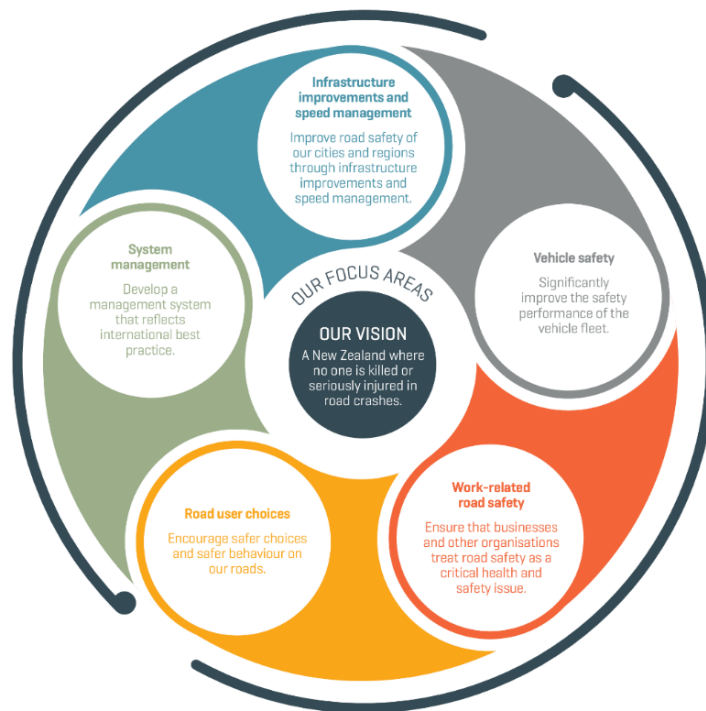 Infrastructure
improvements and
speed management
Improve road safety of
our cities and regions
through infrastructure
improvements and
speed management.
System
management
Develop a
management system
that reflects
international best
practice.
Vehicle safety
Significantly
improve the safety
performance of the
vehicle fleet.
OUR FOCUS AREAS
OUR VISION
A New Zealand where
no one is killed or
seriously injured in
road crashes.
Road user choices
Encourage safer choices
and safer behaviour on
our roads.
Work-related
road safety
Ensure that businesses
and other organisations
treat road safety as a
critical health and
safety issue.